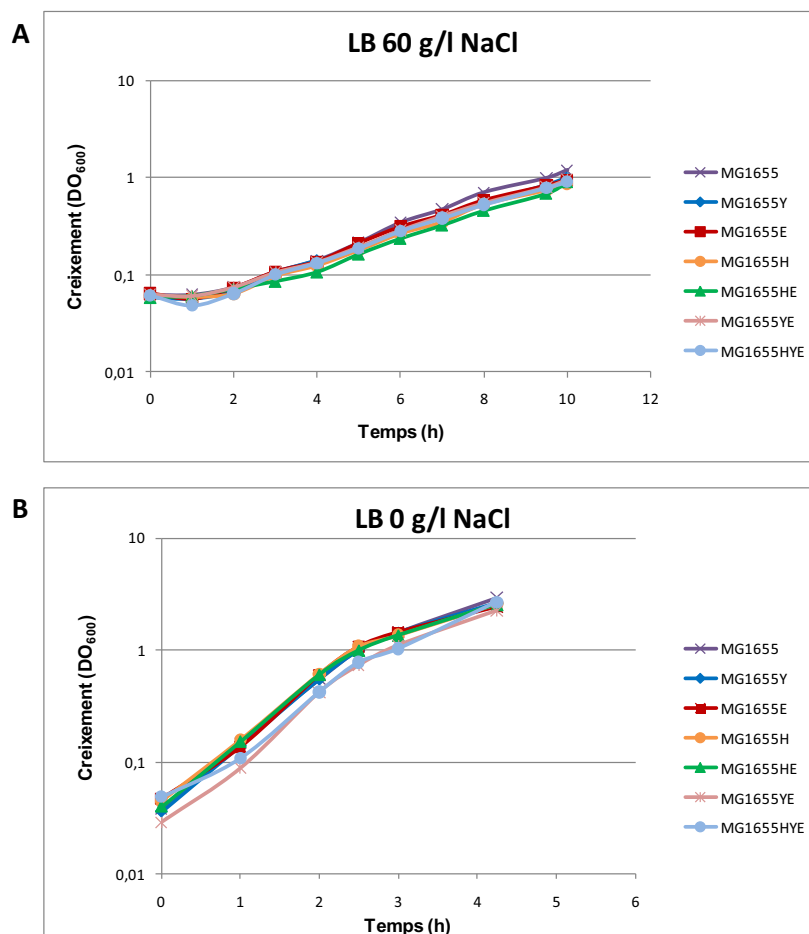 A
LB 60 g/l NaCl
10
1
0,1
0,01
Creixement (DO600)
0 2 4 6 8 10 12
Temps (h)
MG1655
MG1655Y
MG1655E
MG1655H
MG1655HE
MG1655YE
MG1655HYE
B
LB 0 g/l NaCl
10
1
0,1
0,01
Creixement (DO600)
0 1 2 3 4 5 6
Temps (h)
MG1655
MG1655Y
MG1655E
MG1655H
MG1655HE
MG1655YE
MG1655HYE